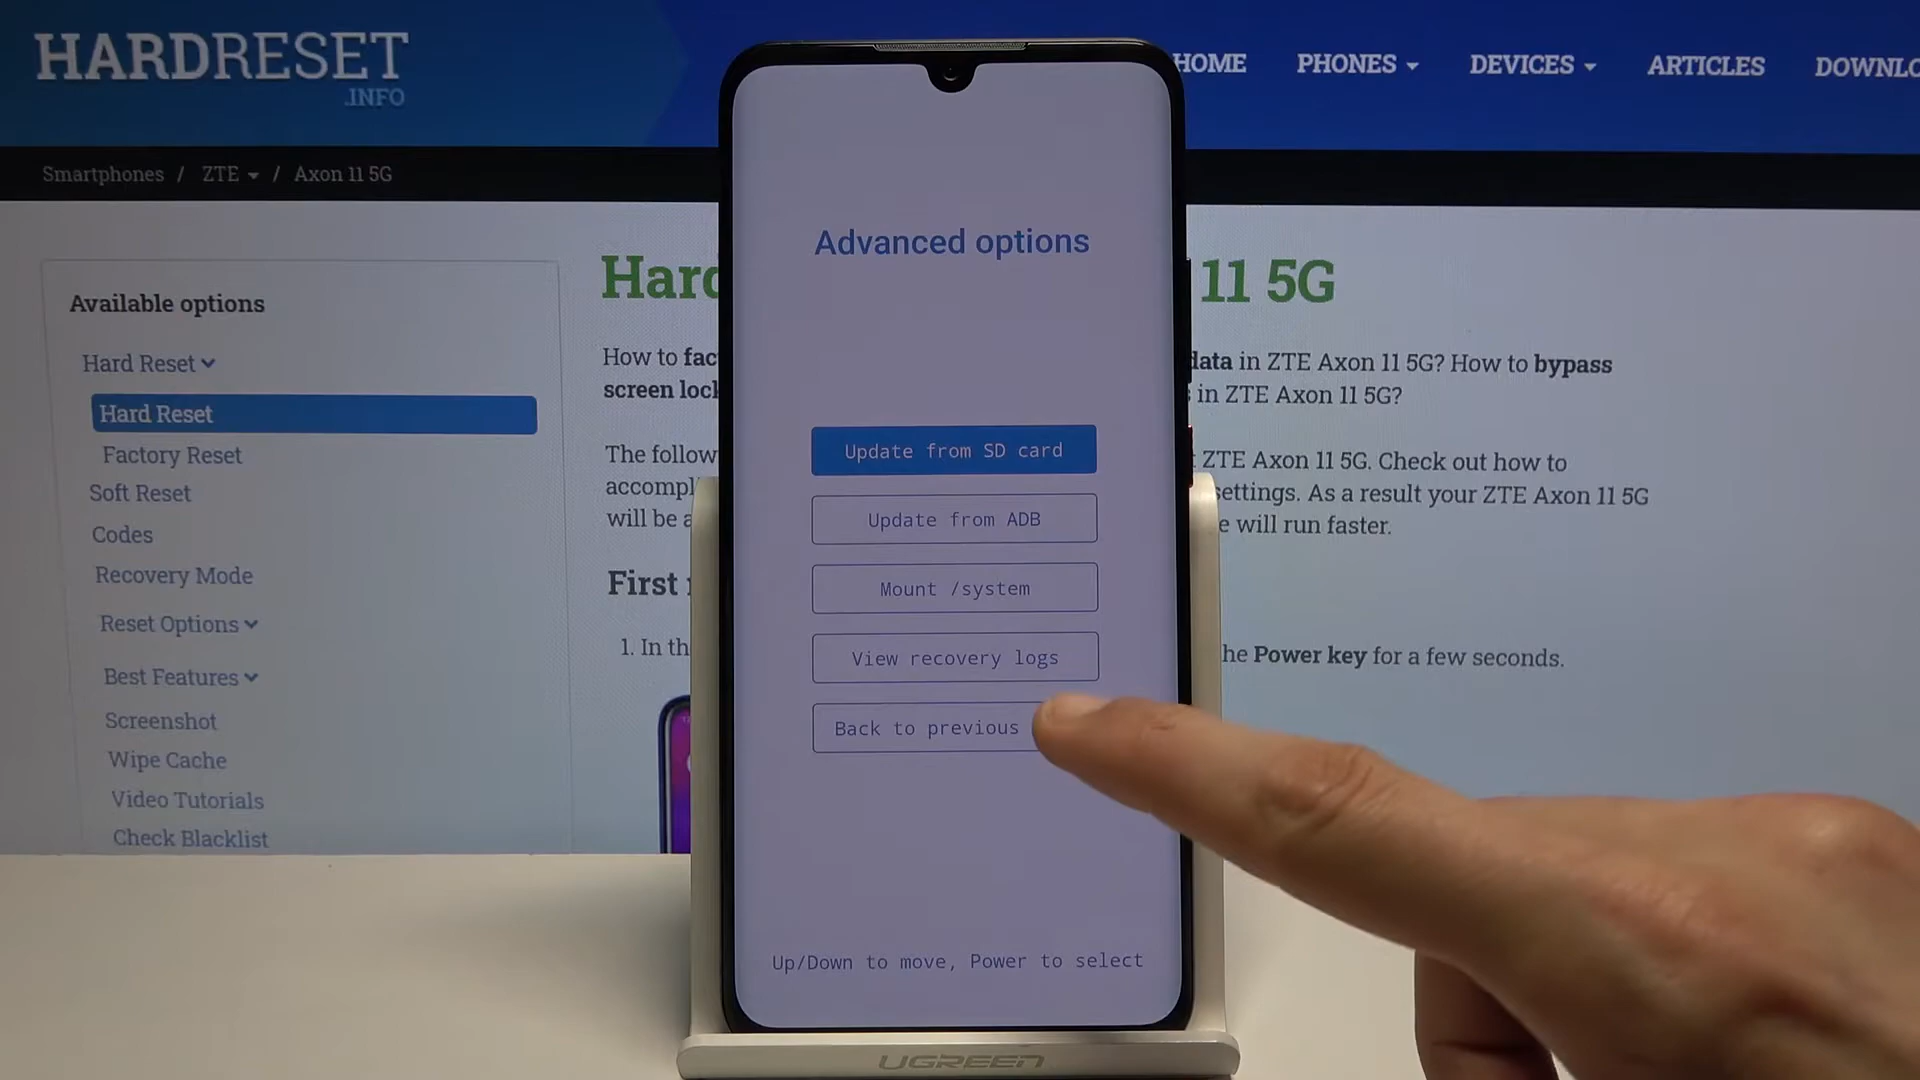 HARDRESET
.INFO
HOME PHONES DEVICES ARTICLES
Smartphones / ZTE / Axon 11 5G
Available options
Hard Reset
Hard Reset
Factory Reset
Soft Reset
Codes
Recovery Mode
Reset Options
Best Features
Screenshot
Wipe Cache
Video Tutorials
Check Blacklist
11 5G
How to
in ZTE Axon 11 5G? How to bypass
screen
in ZTE Axon 11 5G?
The
ZTE Axon 11 5G. Check out how to
settings. As a result your ZTE Axon 11 5G
will be
will run faster.
First
1. In
Power key for a few seconds.
Advanced options
Update from SD card
Update from ADB
Mount /system
View recovery logs
Back to previous
Up/Down to move, Power to select
UGREEN